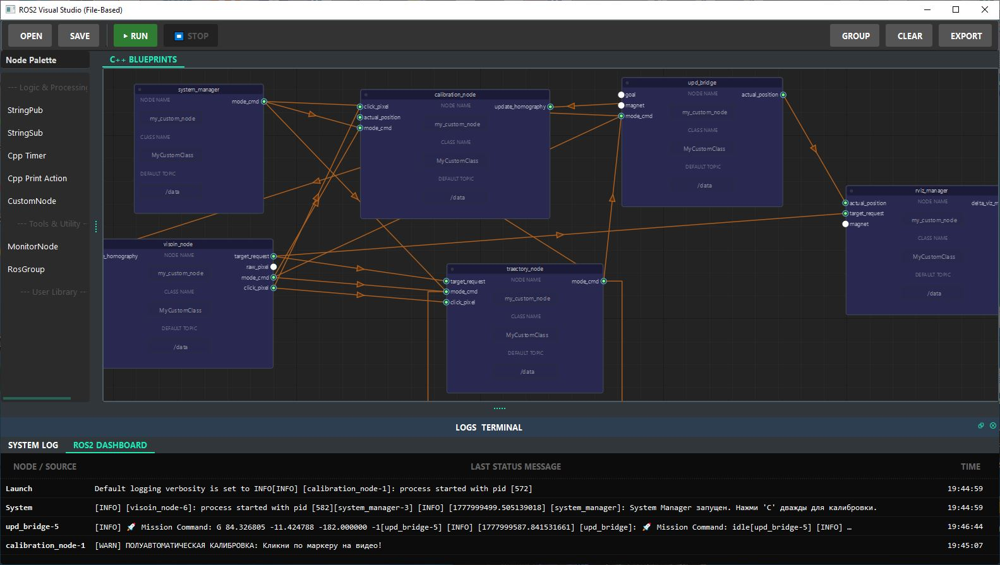 ROS2 Visual Studio (File-Based)
OPEN SAVE RUN STOP GROUP CLEAR EXPORT
Node Palette
--- Logic & Processing
StringPub
StringSub
Cpp Timer
Cpp Print Action
CustomNode
--- Tools & Utility --
MonitorNode
RosGroup
--- User Library ---
C++ BLUEPRINTS
system_manager
NODE NAME
mode_cmd
my_custom_node
CLASS NAME
MyCustomClass
DEFAULT TOPIC
/data
calibration_node
click_pixel
actual_position
mode_cmd
NODE NAME
update_homography
my_custom_node
CLASS NAME
MyCustomClass
DEFAULT TOPIC
/data
upd_bridge
goal
magnet
mode_cmd
NODE NAME
actual_position
my_custom_node
CLASS NAME
MyCustomClass
DEFAULT TOPIC
/data
rviz_manager
actual_position
target_request
magnet
NODE NAME
delta_viz_m
my_custom_node
CLASS NAME
MyCustomClass
DEFAULT TOPIC
/data
visoin_node
_homography
NODE NAME
target_request
raw_pixel
mode_cmd
click_pixel
my_custom_node
CLASS NAME
MyCustomClass
DEFAULT TOPIC
/data
traectory_node
target_request
mode_cmd
click_pixel
NODE NAME
mode_cmd
my_custom_node
CLASS NAME
MyCustomClass
DEFAULT TOPIC
/data
LOGS TERMINAL
SYSTEM LOG ROS2 DASHBOARD
NODE / SOURCE LAST STATUS MESSAGE TIME
Launch Default logging verbosity is set to INFO[INFO] [calibration_node-1]: process started with pid [572] 19:44:59
System [INFO] [visoin_node-6]: process started with pid [582][system_manager-3] [INFO] [1777999499.505139018] [system_manager]: System Manager запущен. Нажми 'C' дважды для калибровки. 19:44:59
upd_bridge-5 [INFO] 🚀 Mission Command: G 84.326805 -11.424788 -182.000000 -1[upd_bridge-5] [INFO] [1777999587.841531661] [upd_bridge]: 🚀 Mission Command: idle[upd_bridge-5] [INFO] … 19:46:44
calibration_node-1 [WARN] ПОЛУАВТОМАТИЧЕСКАЯ КАЛИБРОВКА: Кликни по маркеру на видео! 19:45:07